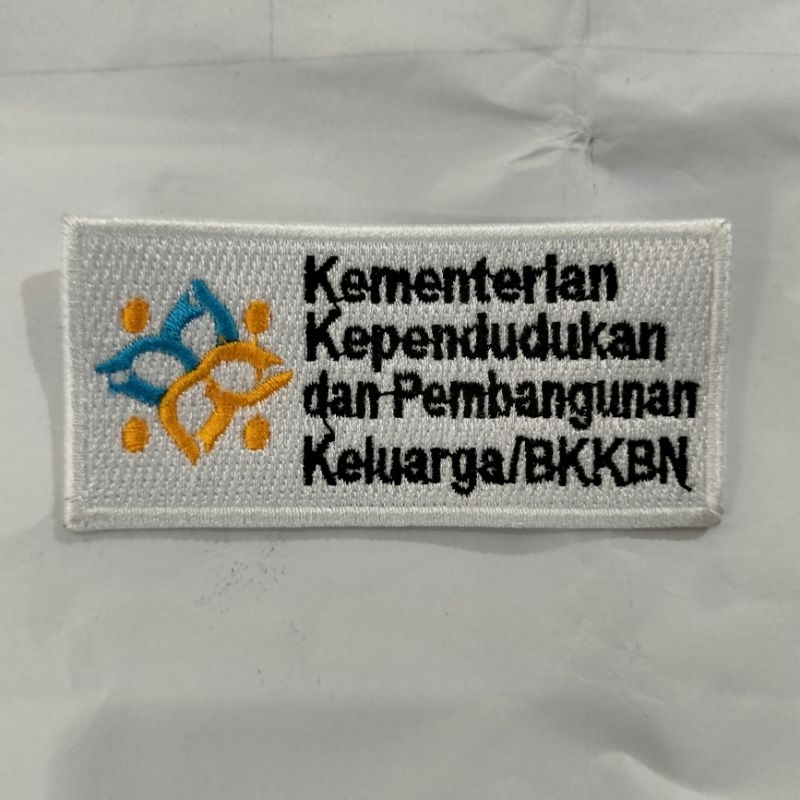 Kementerian
Kependudukan
dan Pembangunan
Keluarga/BKKBN